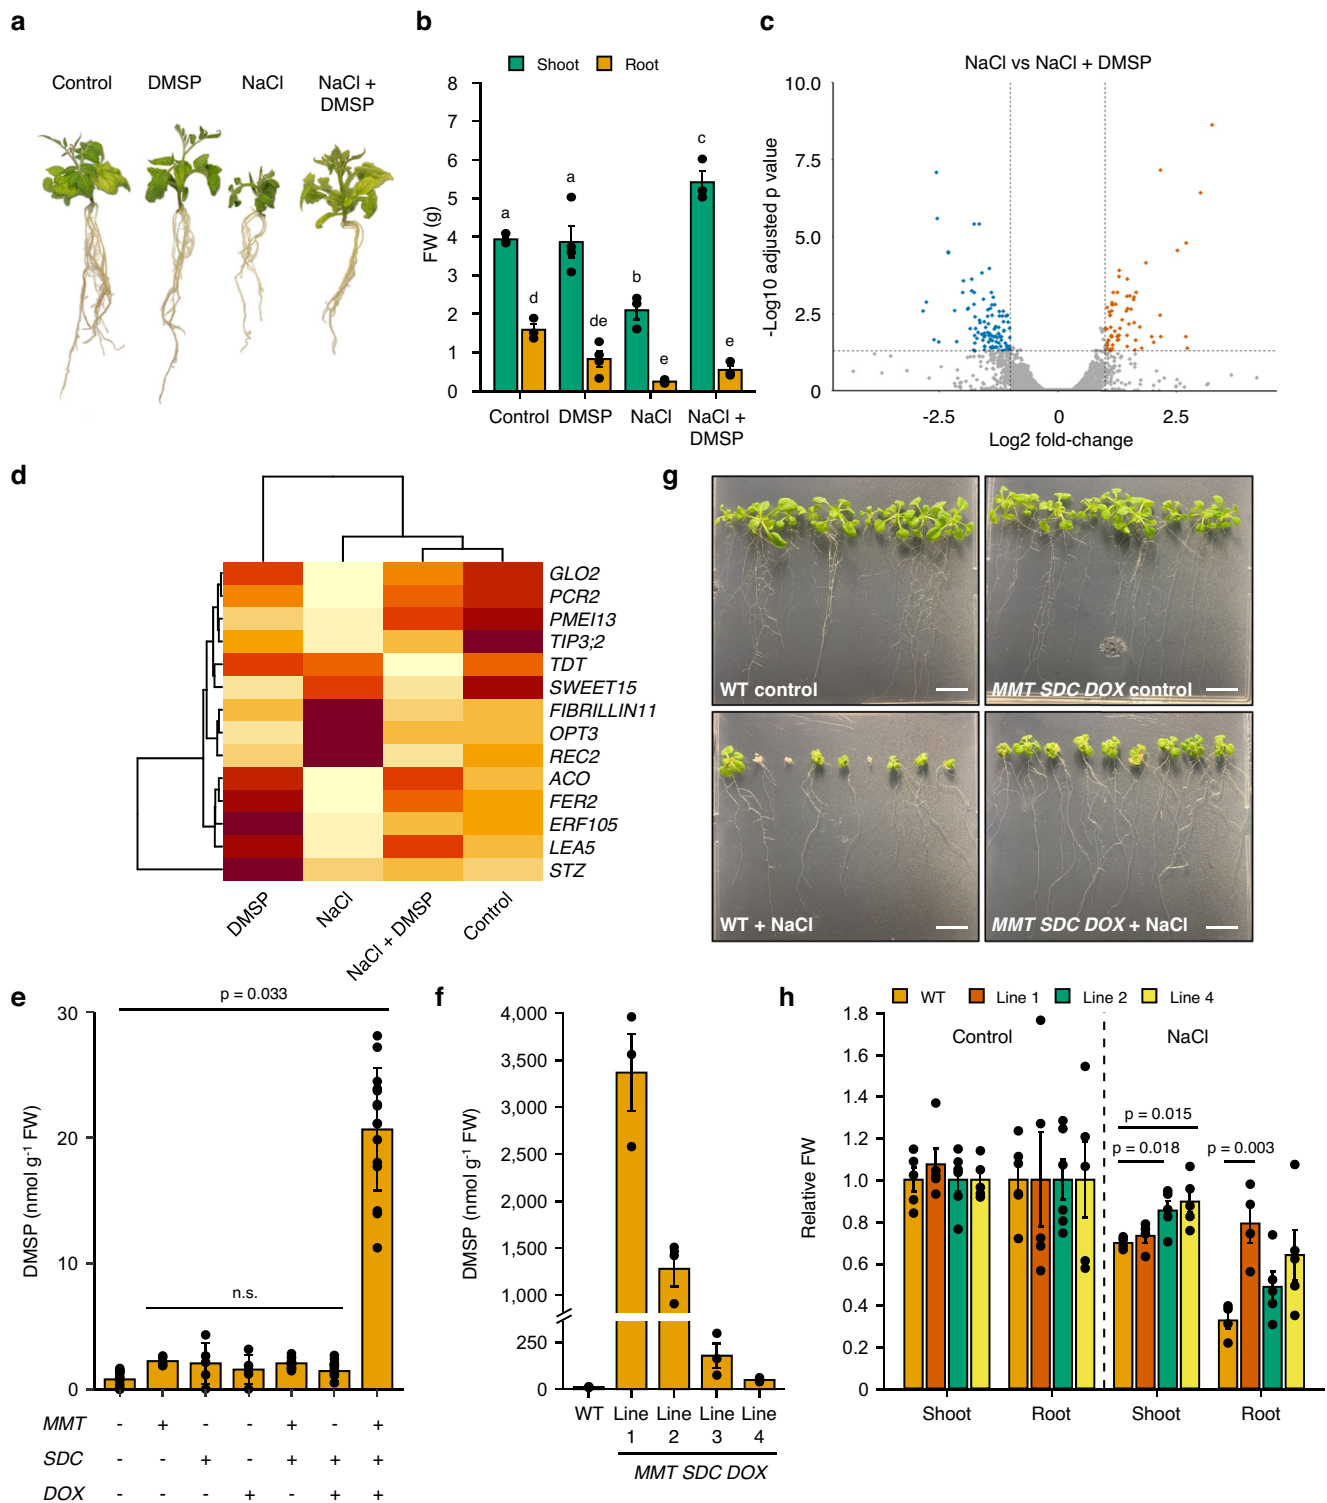 a
Control
DMSP
NaCl
NaCl +
DMSP
b
Shoot
Root
FW (g)
8
7
6
5
4
3
2
1
0
a
d
a
de
b
e
c
e
Control
DMSP
NaCl
NaCl +
DMSP
c
NaCl vs NaCl + DMSP
-Log10 adjusted p value
10.0
7.5
5.0
2.5
0
-2.5
0
2.5
Log2 fold-change
d
GLO2
PCR2
PMEI13
TIP3;2
TDT
SWEET15
FIBRILLIN11
OPT3
REC2
ACO
FER2
ERF105
LEA5
STZ
DMSP
NaCl
NaCl + DMSP
Control
g
WT control
MMT SDC DOX control
WT + NaCl
MMT SDC DOX + NaCl
e
p = 0.033
DMSP (nmol g⁻¹ FW)
30
20
10
0
n.s.
MMT - + - - + - +
SDC - - + - + + +
DOX - - - + - + +
f
DMSP (nmol g⁻¹ FW)
4,000
3,500
3,000
2,500
2,000
1,500
1,000
250
0
WT
Line
1
Line
2
Line
3
Line
4
MMT SDC DOX
h
WT
Line 1
Line 2
Line 4
Relative FW
1.8
1.6
1.4
1.2
1.0
0.8
0.6
0.4
0.2
0
Control
NaCl
p = 0.015
p = 0.018
p = 0.003
Shoot
Root
Shoot
Root